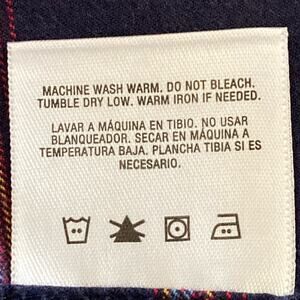 MACHINE WASH WARM. DO NOT BLEACH.
TUMBLE DRY LOW. WARM IRON IF NEEDED.
LAVAR A MÁQUINA EN TIBIO. NO USAR
BLANQUEADOR. SECAR EN MÁQUINA A
TEMPERATURA BAJA. PLANCHA TIBIA SI ES
NECESARIO.